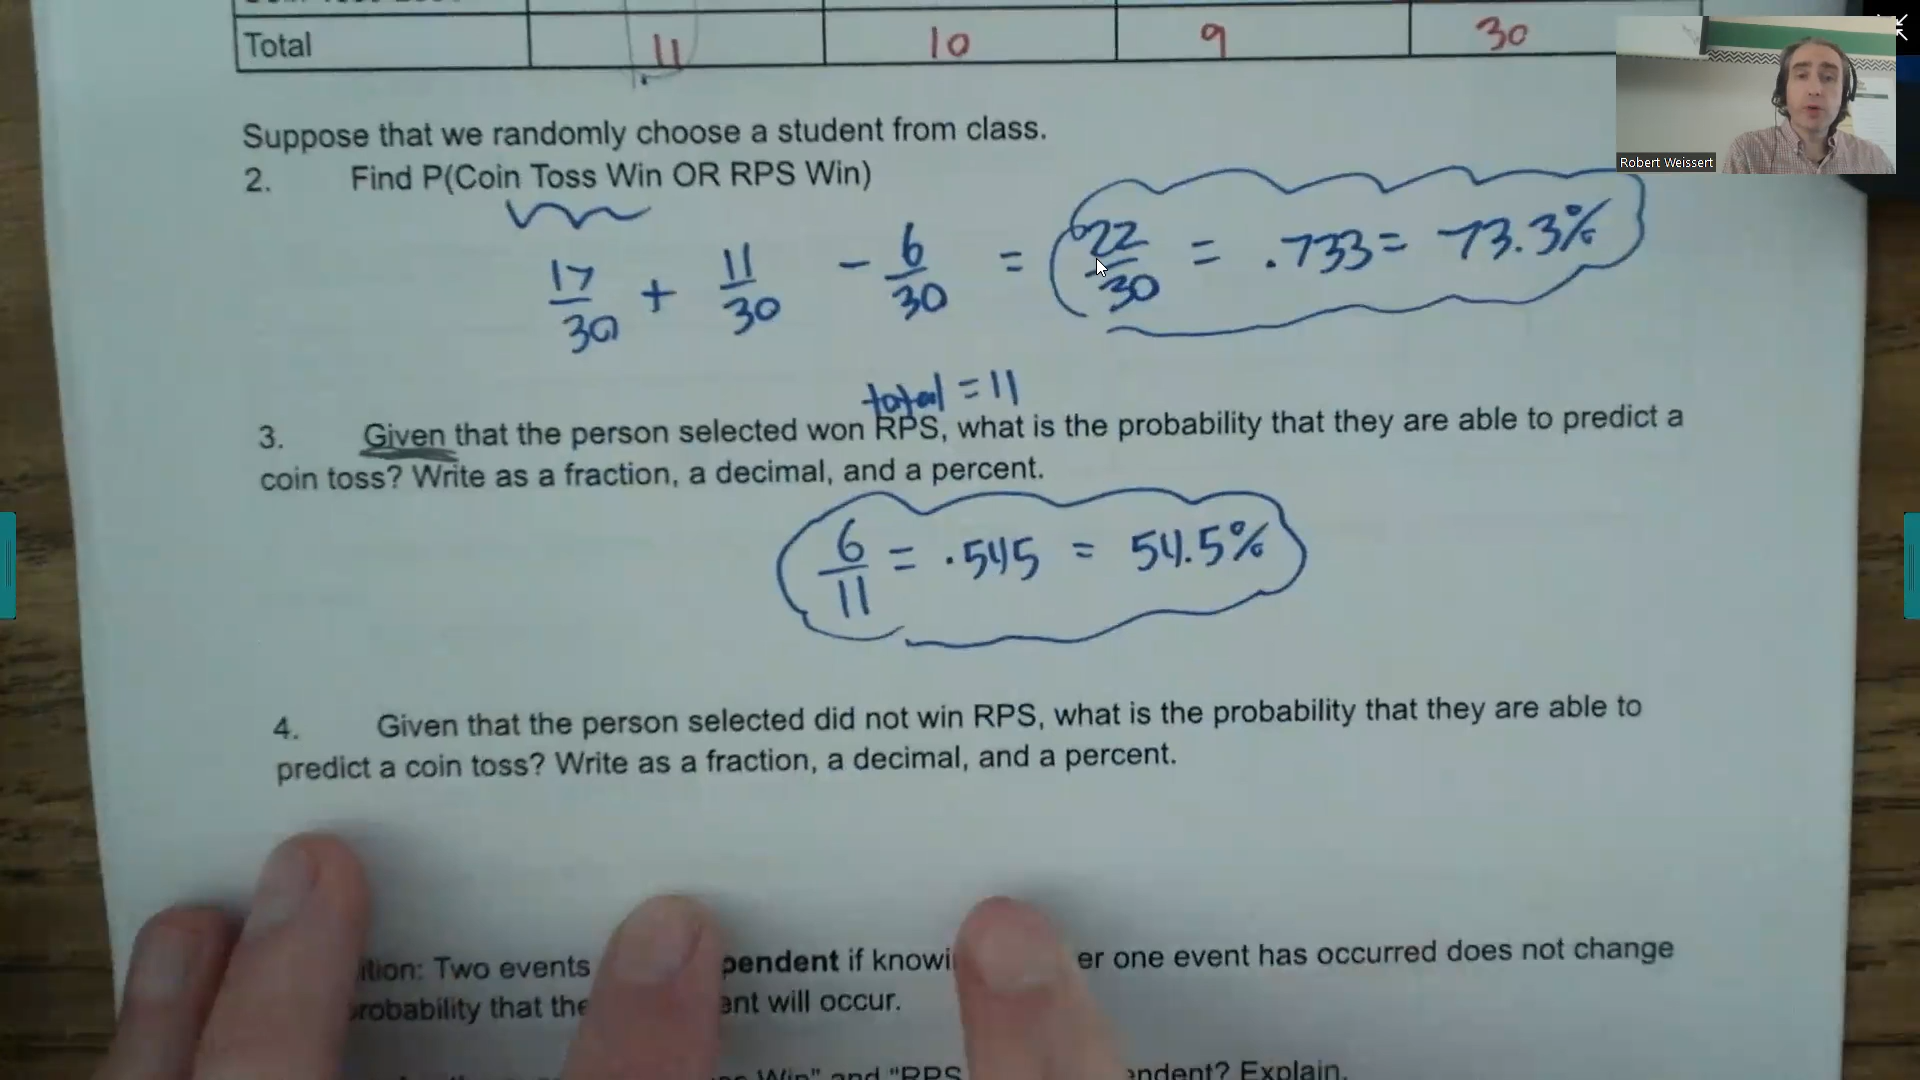 Total 11 10 9 30
Robert Weissert
Suppose that we randomly choose a student from class.
2. Find P(Coin Toss Win OR RPS Win)
17/30 + 11/30 - 6/30 = 22/30 = .733 = 73.3%
total = 11
3. Given that the person selected won RPS, what is the probability that they are able to predict a
coin toss? Write as a fraction, a decimal, and a percent.
6/11 = .545 = 54.5%
4. Given that the person selected did not win RPS, what is the probability that they are able to
predict a coin toss? Write as a fraction, a decimal, and a percent.
ition: Two events pendent if knowi er one event has occurred does not change
robability that the ent will occur.
Win" and "RPS endent? Explain.